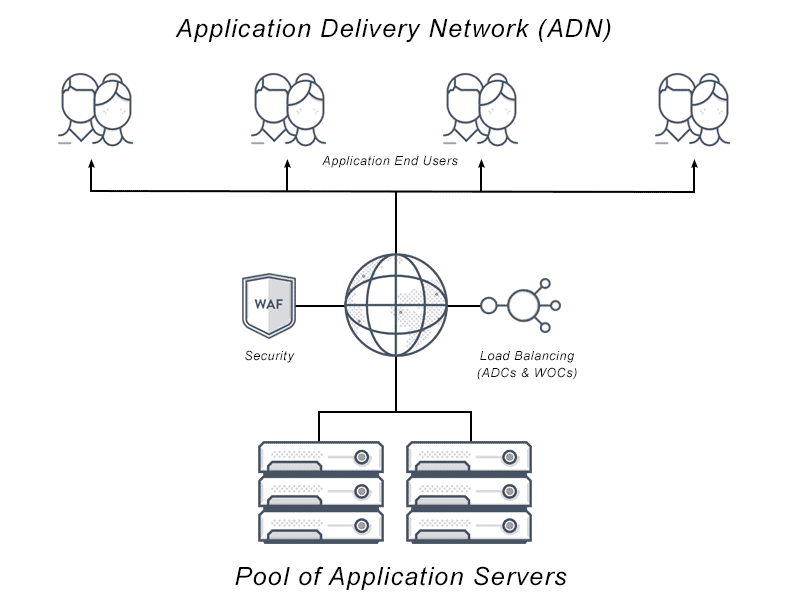 Application Delivery Network (ADN)
Application End Users
WAF
Security
Load Balancing
(ADCs & WOCs)
Pool of Application Servers